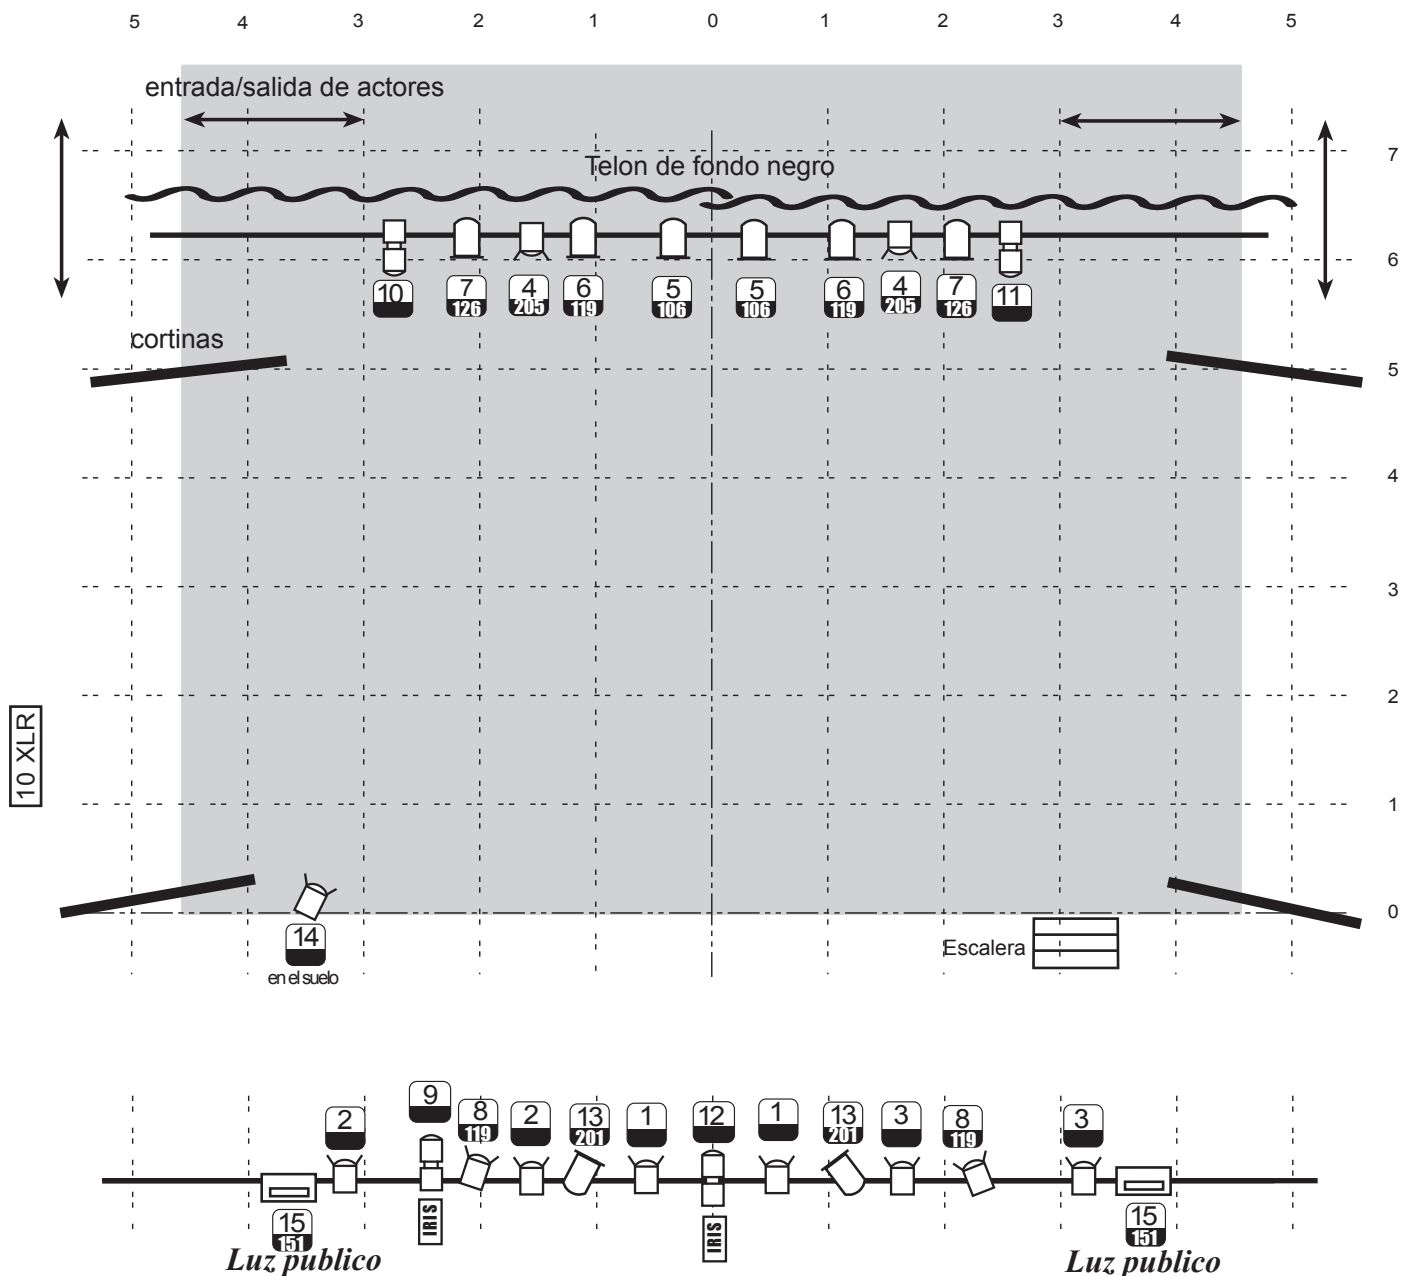 5 4 3 2 1 0 1 2 3 4 5
entrada/salida de actores
7
Telon de fondo negro
6
10 7 4 6 5 5 6 4 7 11
126 205 119 106 106 119 205 126
cortinas
5
4
3
2
10 XLR
1
0
14
en el suelo
Escalera
2 9 8 2 13 1 12 1 13 3 8 3
119 201 201 119
IRIS IRIS
15 15
151 151
Luz publico Luz publico